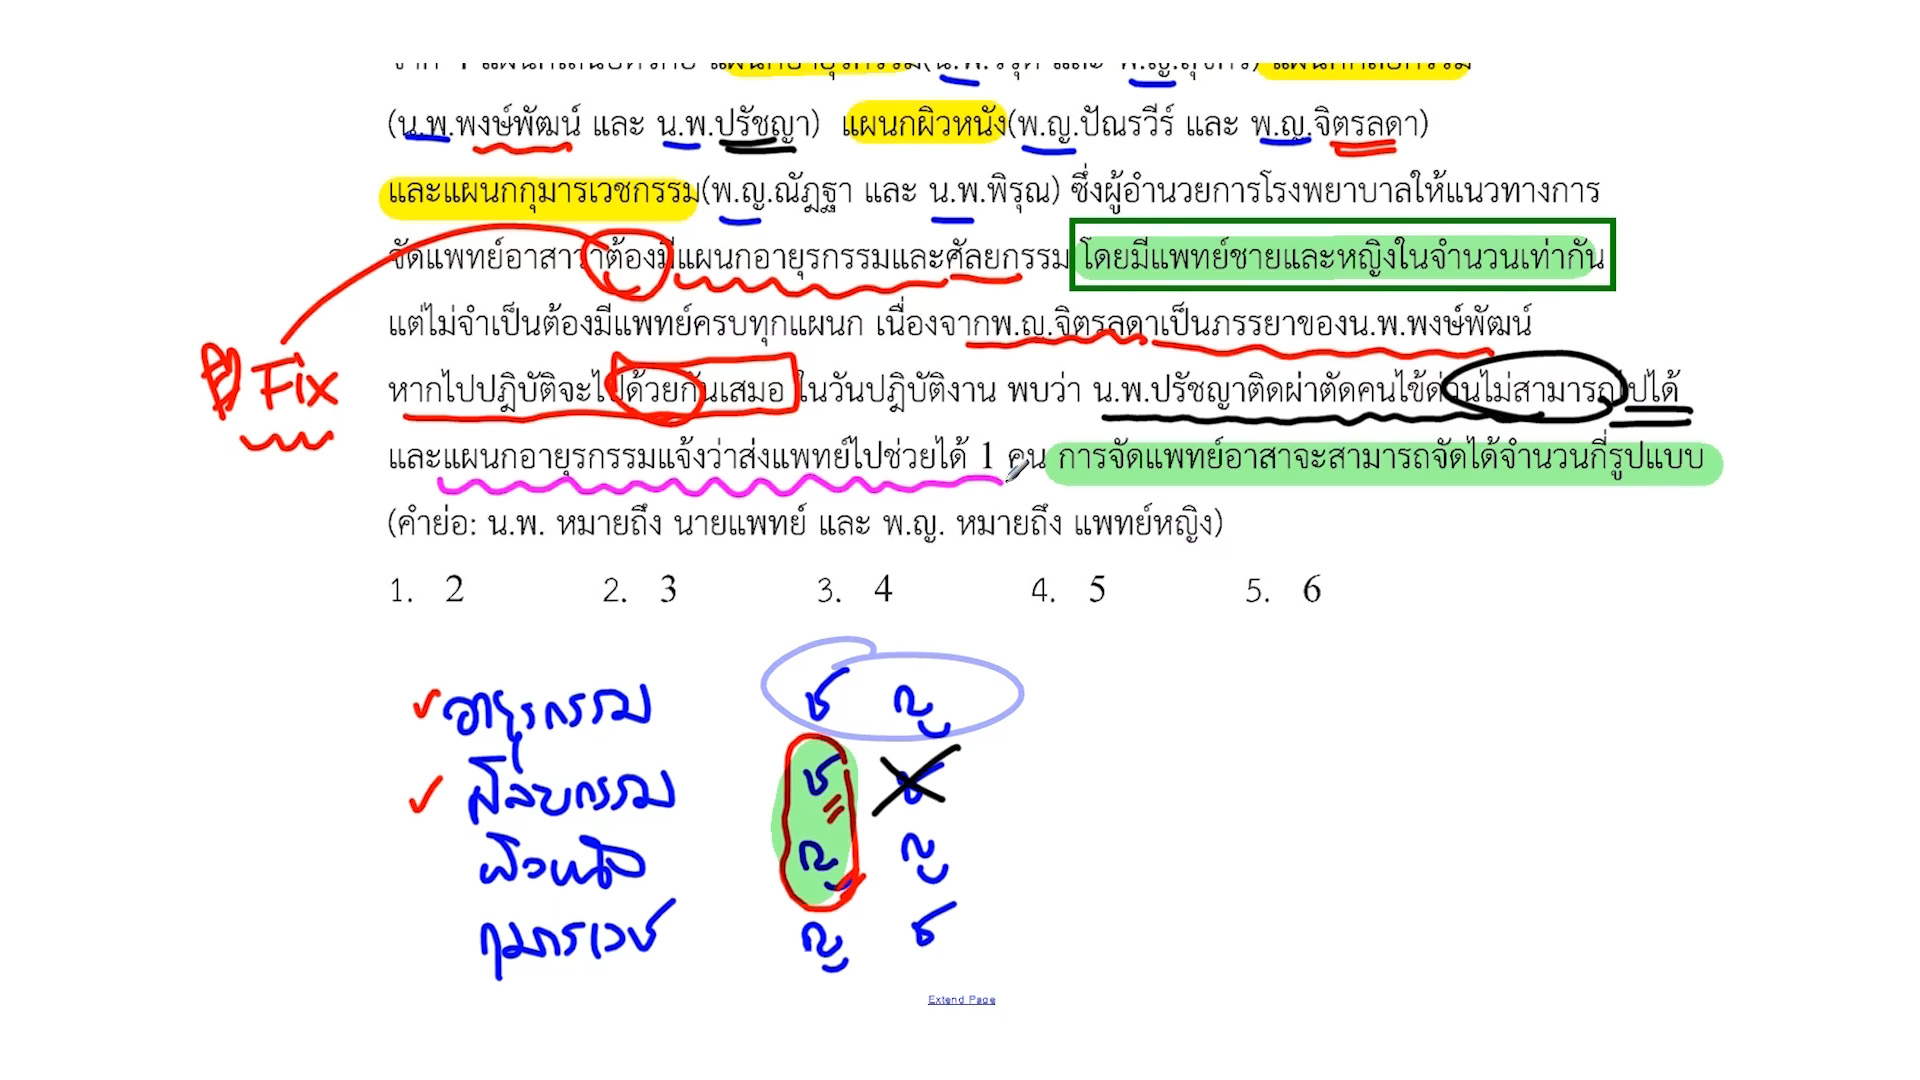 (น.พ.พงษ์พัฒน์ และ น.พ.ปรัชญา) แผนกผิวหนัง(พ.ญ.ปัณรวีร์ และ พ.ญ.จิตรลดา)
และแผนกกุมารเวชกรรม(พ.ญ.ณัฎฐา และ น.พ.พิรุณ) ซึ่งผู้อำนวยการโรงพยาบาลให้แนวทางการ
จัดแพทย์อาสาว่าต้องมีแผนกอายุรกรรมและศัลยกรรม โดยมีแพทย์ชายและหญิงในจำนวนเท่ากัน
แต่ไม่จำเป็นต้องมีแพทย์ครบทุกแผนก เนื่องจากพ.ญ.จิตรลดาเป็นภรรยาของน.พ.พงษ์พัฒน์
Fix
หากไปปฎิบัติจะไปด้วยกันเสมอ ในวันปฎิบัติงาน พบว่า น.พ.ปรัชญาติดผ่าตัดคนไข้ด่วนไม่สามารถไปได้
และแผนกอายุรกรรมแจ้งว่าส่งแพทย์ไปช่วยได้ 1 คน การจัดแพทย์อาสาจะสามารถจัดได้จำนวนกี่รูปแบบ
(คำย่อ: น.พ. หมายถึง นายแพทย์ และ พ.ญ. หมายถึง แพทย์หญิง)
1. 2 2. 3 3. 4 4. 5 5. 6
อายุรกรรม ช ญ
ศัลยกรรม ช ช
ผิวหนัง ญ ญ
กุมารเวช ญ ช
Extend Page